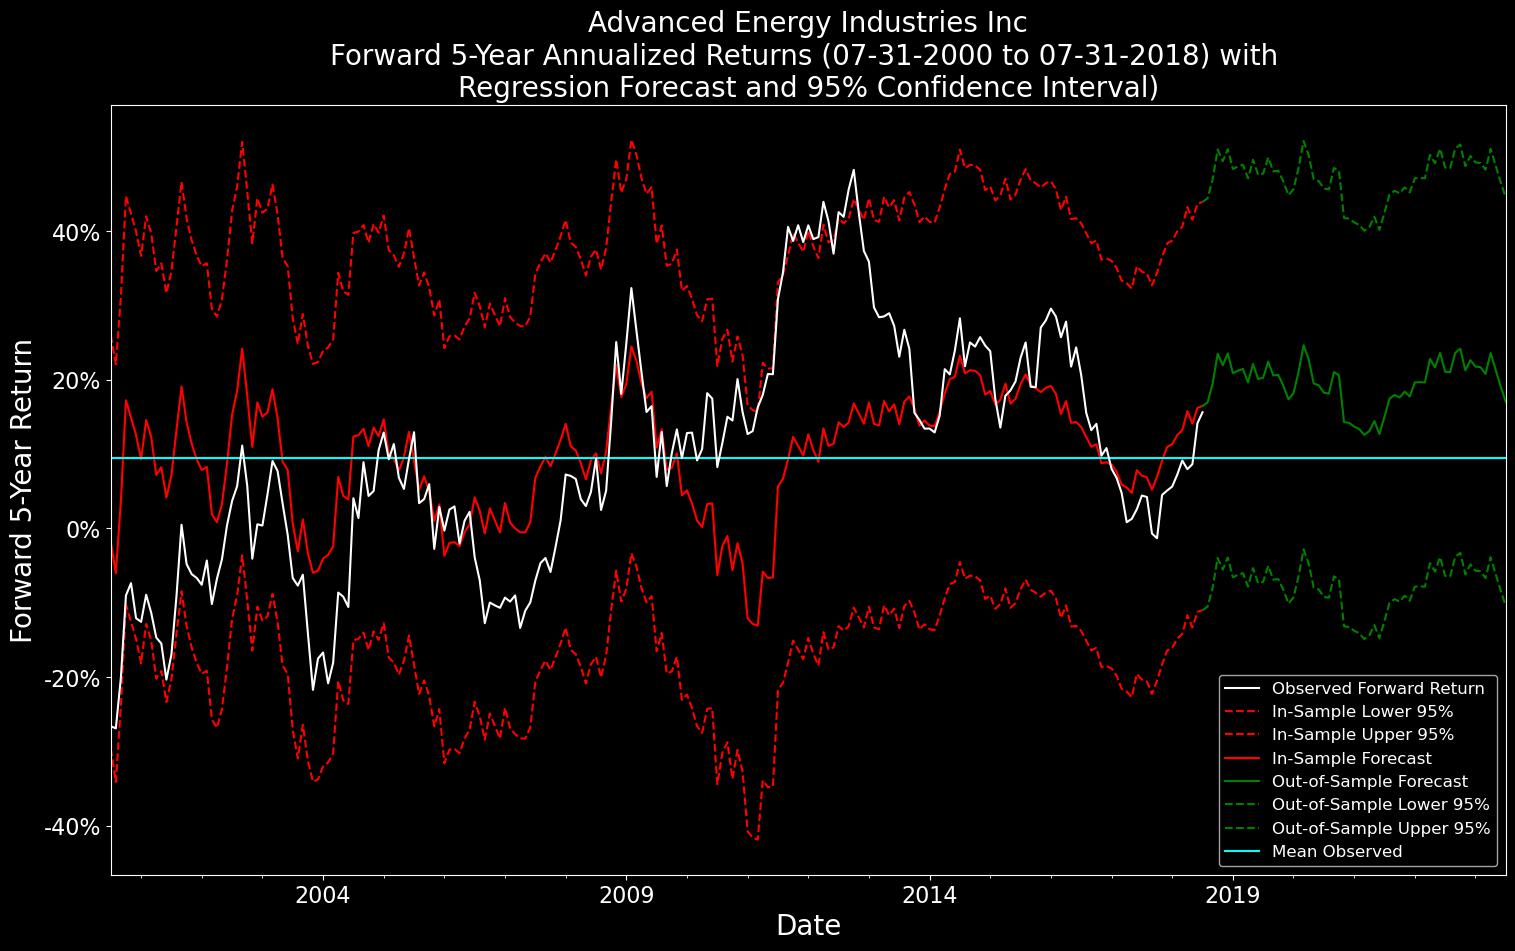 Advanced Energy Industries Inc
Forward 5-Year Annualized Returns (07-31-2000 to 07-31-2018) with
Regression Forecast and 95% Confidence Interval)
Forward 5-Year Return
40%
20%
0%
-20%
-40%
Observed Forward Return
In-Sample Lower 95%
In-Sample Upper 95%
In-Sample Forecast
Out-of-Sample Forecast
Out-of-Sample Lower 95%
Out-of-Sample Upper 95%
Mean Observed
2004
2009
2014
2019
Date